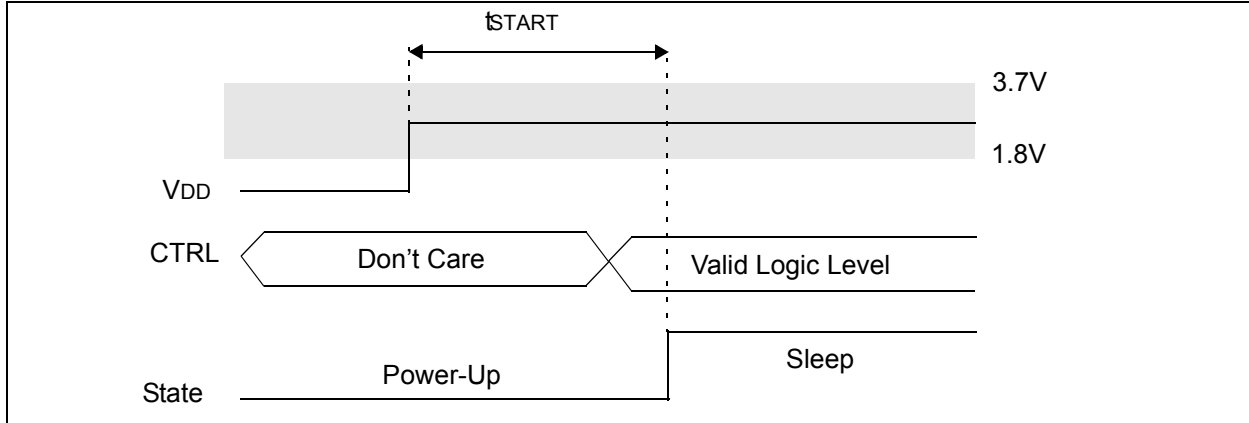 tSTART
3.7V
1.8V
VDD
CTRL
Don't Care
Valid Logic Level
Sleep
Power-Up
State